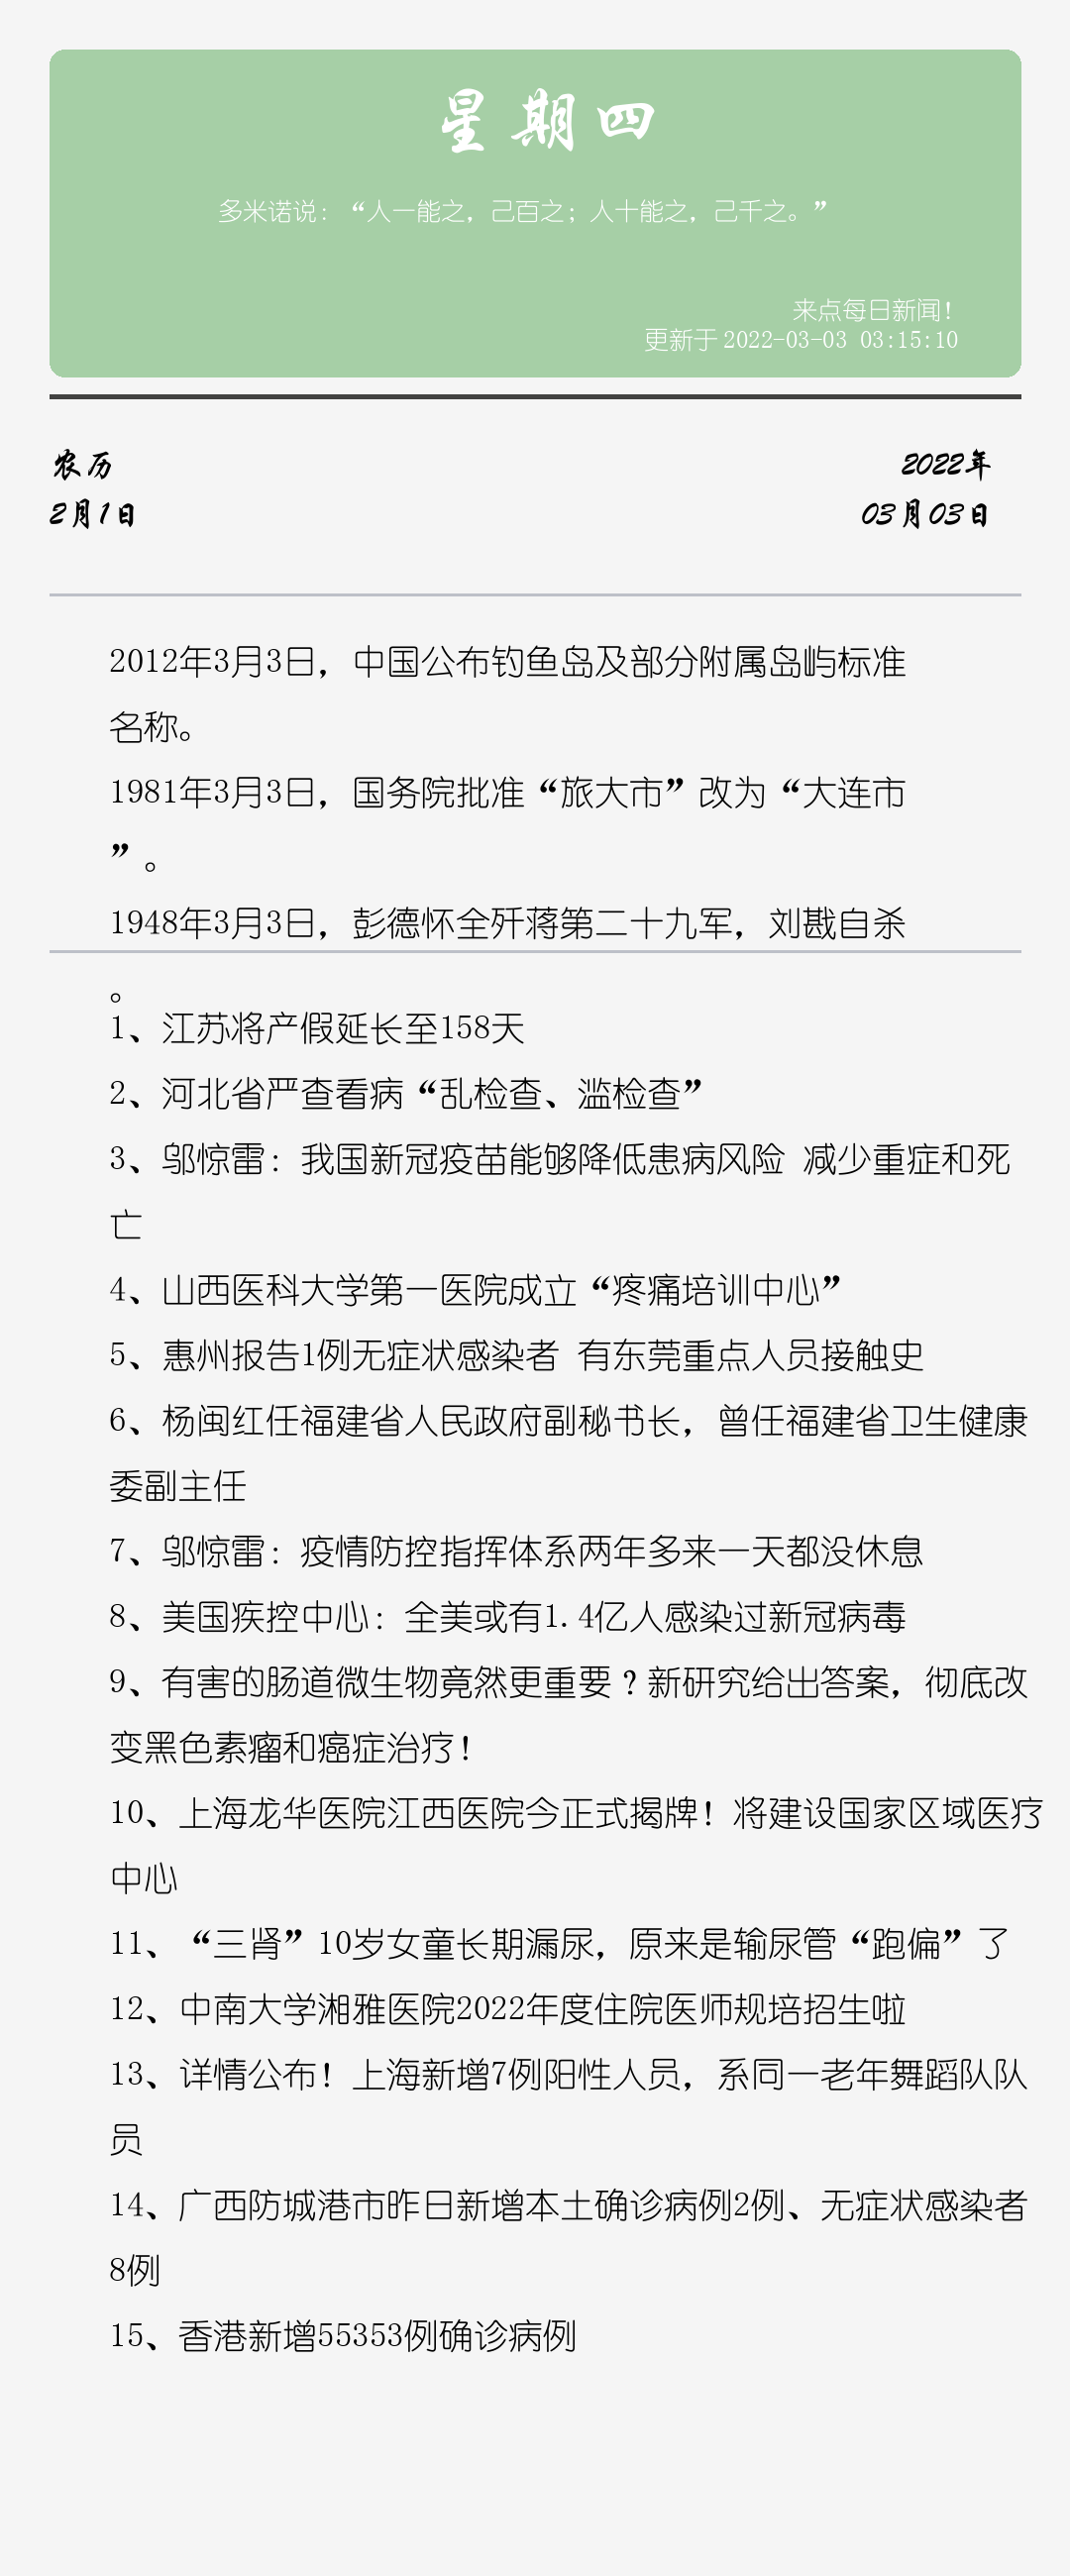 星期四
多米诺说：“人一能之，己百之；人十能之，己千之。”
来点每日新闻！
更新于 2022-03-03 03:15:10
农历
2022年
2月1日
03月03日
2012年3月3日，中国公布钓鱼岛及部分附属岛屿标准
名称。
1981年3月3日，国务院批准“旅大市”改为“大连市
”。
1948年3月3日，彭德怀全歼蒋第二十九军，刘戡自杀
。
1、江苏将产假延长至158天
2、河北省严查看病“乱检查、滥检查”
3、邬惊雷：我国新冠疫苗能够降低患病风险 减少重症和死
亡
4、山西医科大学第一医院成立“疼痛培训中心”
5、惠州报告1例无症状感染者 有东莞重点人员接触史
6、杨闽红任福建省人民政府副秘书长，曾任福建省卫生健康
委副主任
7、邬惊雷：疫情防控指挥体系两年多来一天都没休息
8、美国疾控中心：全美或有1.4亿人感染过新冠病毒
9、有害的肠道微生物竟然更重要？新研究给出答案，彻底改
变黑色素瘤和癌症治疗！
10、上海龙华医院江西医院今正式揭牌！将建设国家区域医疗
中心
11、“三肾”10岁女童长期漏尿，原来是输尿管“跑偏”了
12、中南大学湘雅医院2022年度住院医师规培招生啦
13、详情公布！上海新增7例阳性人员，系同一老年舞蹈队队
员
14、广西防城港市昨日新增本土确诊病例2例、无症状感染者
8例
15、香港新增55353例确诊病例